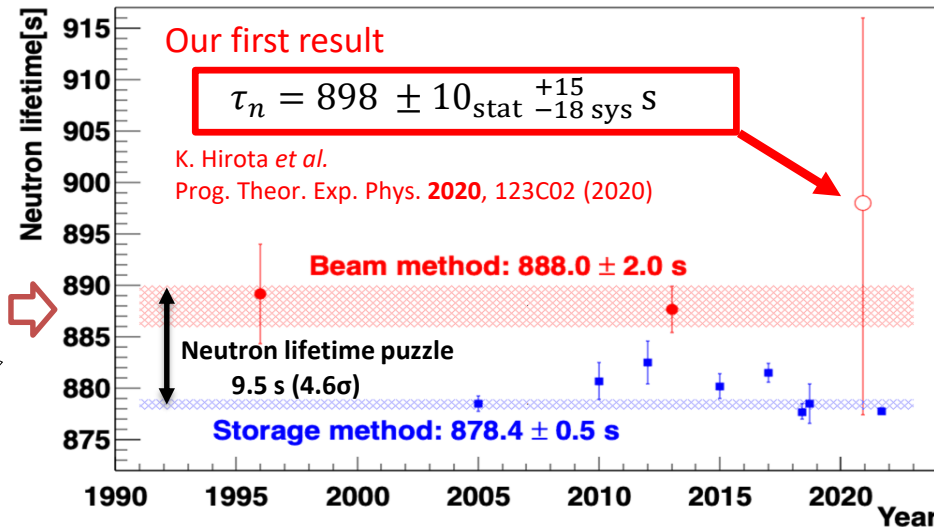 Neutron lifetime[s]
915
910
905
900
895
890
885
880
875
Our first result
τₙ = 898 ± 10stat +15 −18 sys s
K. Hirota et al.
Prog. Theor. Exp. Phys. 2020, 123C02 (2020)
Beam method: 888.0 ± 2.0 s
Neutron lifetime puzzle
9.5 s (4.6σ)
Storage method: 878.4 ± 0.5 s
1990 1995 2000 2005 2010 2015 2020
Year